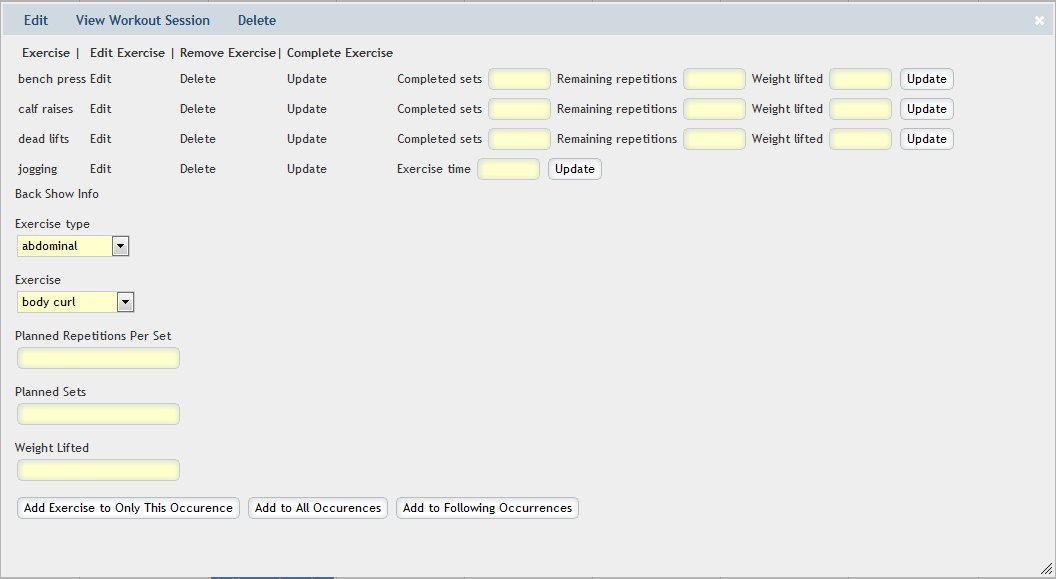 Edit View Workout Session Delete
Exercise | Edit Exercise | Remove Exercise| Complete Exercise
bench press Edit Delete Update Completed sets Remaining repetitions Weight lifted Update
calf raises Edit Delete Update Completed sets Remaining repetitions Weight lifted Update
dead lifts Edit Delete Update Completed sets Remaining repetitions Weight lifted Update
jogging Edit Delete Update Exercise time Update
Back Show Info
Exercise type
abdominal
Exercise
body curl
Planned Repetitions Per Set
Planned Sets
Weight Lifted
Add Exercise to Only This Occurence Add to All Occurences Add to Following Occurrences